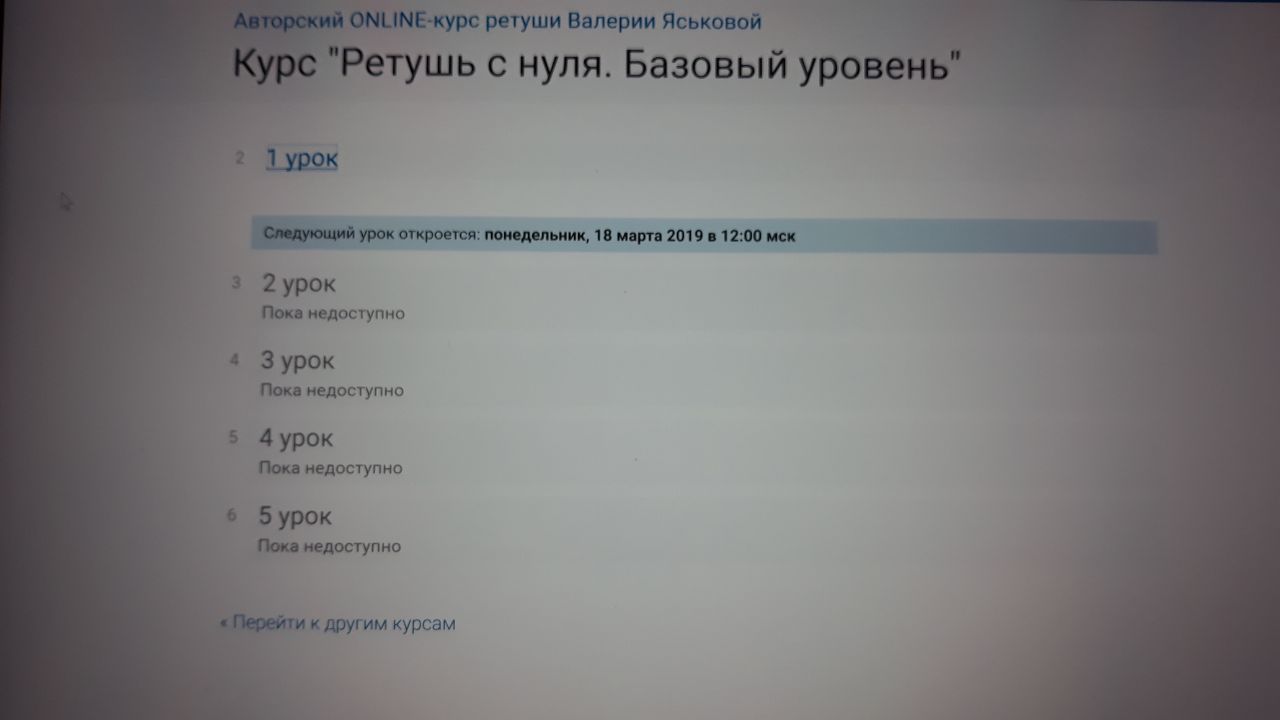 Авторский ONLINE-курс ретуши Валерии Яськовой
Курс "Ретушь с нуля. Базовый уровень"
2 1 урок
Следующий урок откроется: понедельник, 18 марта 2019 в 12:00 мск
3 2 урок
Пока недоступно
4 3 урок
Пока недоступно
5 4 урок
Пока недоступно
6 5 урок
Пока недоступно
« Перейти к другим курсам